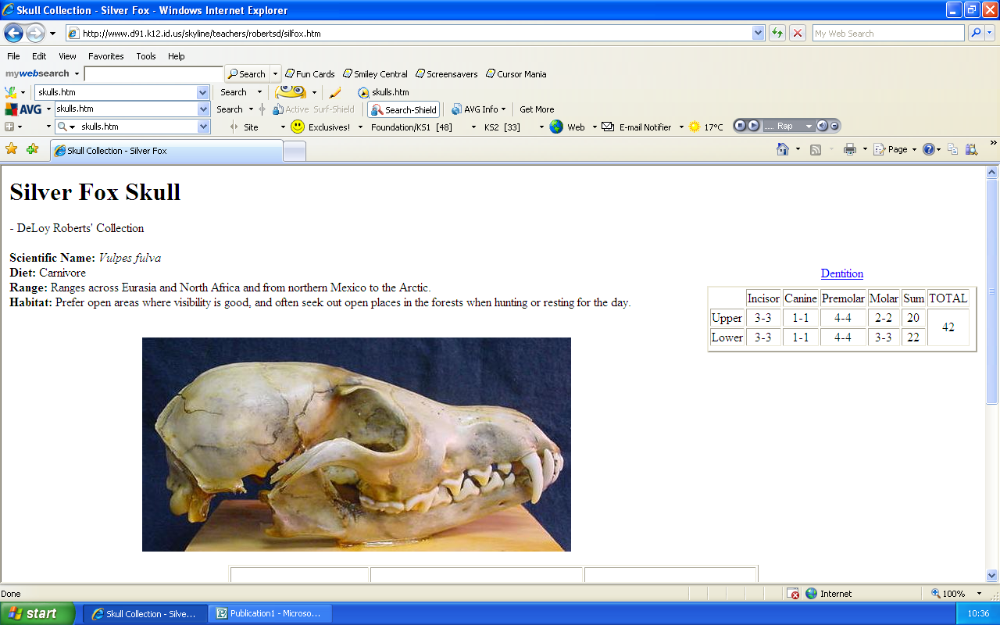 Skull Collection - Silver Fox - Windows Internet Explorer
http://www.d91.k12.id.us/skyline/teachers/robertsd/silfox.htm
My Web Search
File Edit View Favorites Tools Help
mywebsearch Search Fun Cards Smiley Central Screensavers Cursor Mania
skulls.htm Search skulls.htm
AVG skulls.htm Search Active Surf-Shield Search-Shield AVG Info Get More
skulls.htm Site Exclusives! Foundation/KS1 [48] KS2 [33] Web E-mail Notifier 17°C ..... Rap
Skull Collection - Silver Fox Page »
Silver Fox Skull
- DeLoy Roberts' Collection
Scientific Name: Vulpes fulva
Diet: Carnivore
Range: Ranges across Eurasia and North Africa and from northern Mexico to the Arctic.
Habitat: Prefer open areas where visibility is good, and often seek out open places in the forests when hunting or resting for the day.
Dentition
Incisor Canine Premolar Molar Sum TOTAL
Upper 3-3 1-1 4-4 2-2 20 42
Lower 3-3 1-1 4-4 3-3 22
Done Internet 100%
start Skull Collection - Silve... Publication1 - Microso... 10:36